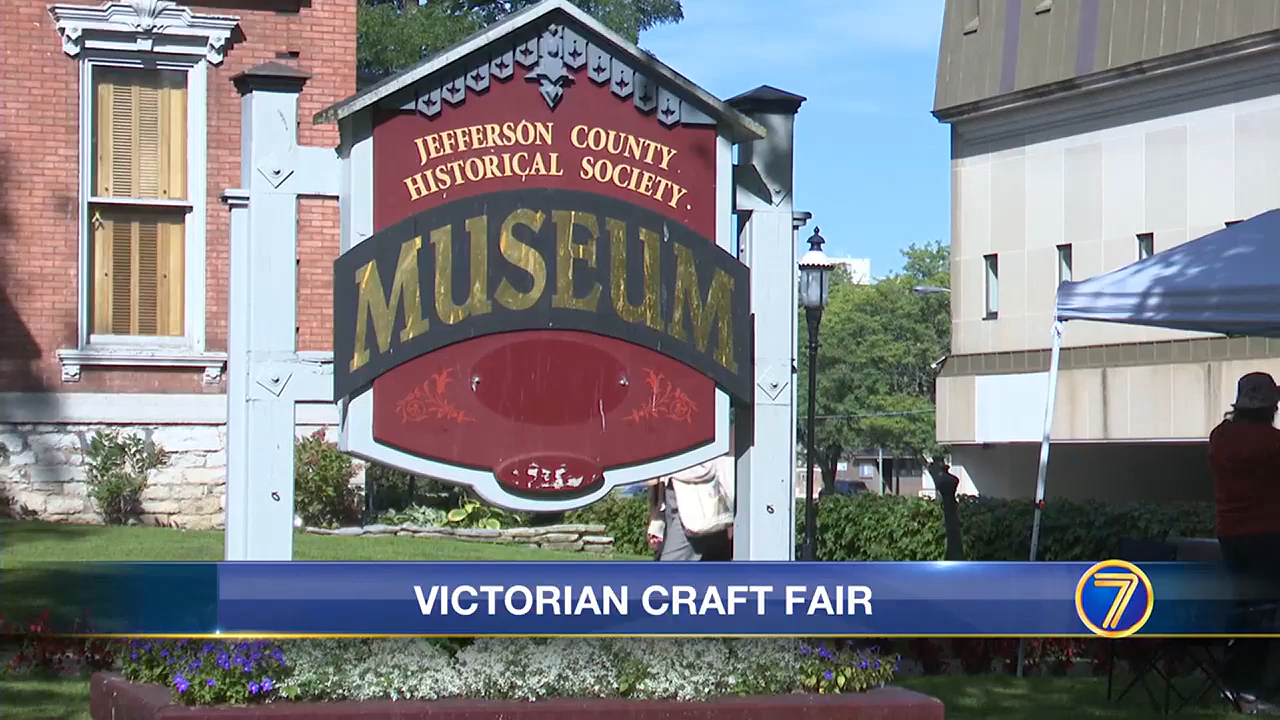 JEFFERSON COUNTY
HISTORICAL SOCIETY
MUSEUM
VICTORIAN CRAFT FAIR
7